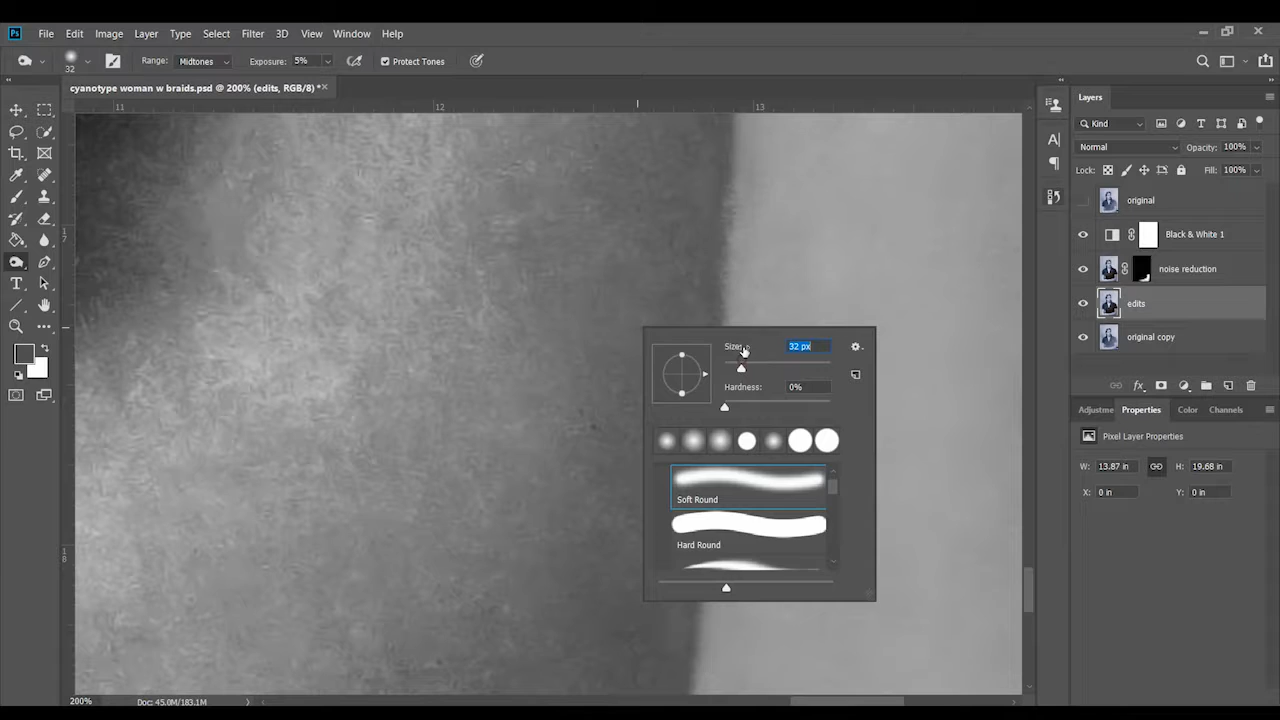 Ps File Edit Image Layer Type Select Filter 3D View Window Help
32 Range: Midtones Exposure: 5% Protect Tones
cyanotype woman w braids.psd @ 200% (edits, RGB/8) *
11 12 13
17
18
Size: 32 px
Hardness: 0%
Soft Round
Hard Round
Layers
Kind
Normal Opacity: 100%
Lock: Fill: 100%
original
Black & White 1
noise reduction
edits
original copy
fx
Adjustme Properties Color Channels
Pixel Layer Properties
W: 13.87 in H: 19.68 in
X: 0 in Y: 0 in
200% Doc: 45.0M/183.1M